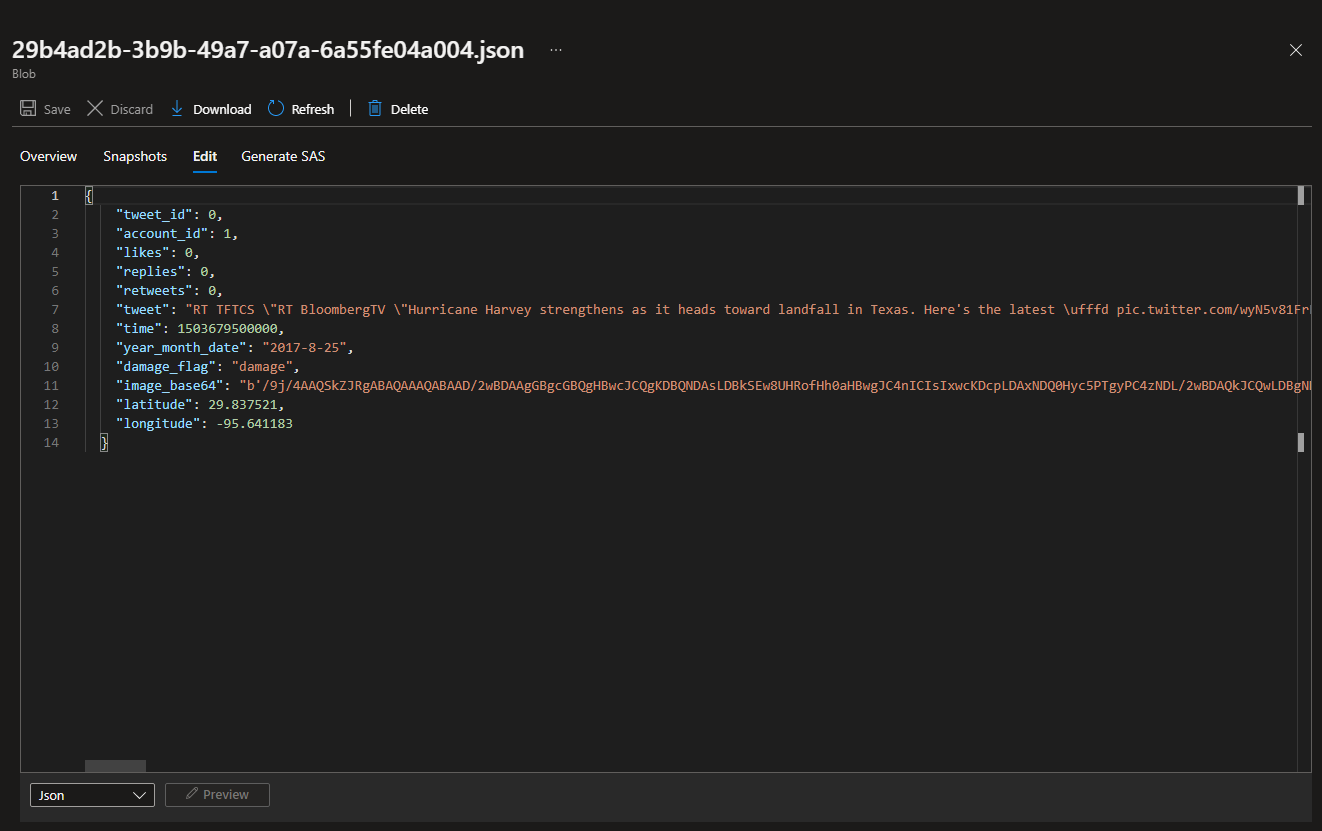 29b4ad2b-3b9b-49a7-a07a-6a55fe04a004.json ...
Blob
Save Discard Download Refresh | Delete
Overview Snapshots Edit Generate SAS
1 {
2 "tweet_id": 0,
3 "account_id": 1,
4 "likes": 0,
5 "replies": 0,
6 "retweets": 0,
7 "tweet": "RT TFTCS \"RT BloombergTV \"Hurricane Harvey strengthens as it heads toward landfall in Texas. Here's the latest \ufffd pic.twitter.com/wyN5v81Fr
8 "time": 1503679500000,
9 "year_month_date": "2017-8-25",
10 "damage_flag": "damage",
11 "image_base64": "b'/9j/4AAQSkZJRgABAQAAAQABAAD/2wBDAAgGBgcGBQgHBwcJCQgKDBQNDAsLDBkSEw8UHRofHh0aHBwgJC4nICIsIxwcKDcpLDAxNDQ0Hyc5PTgyPC4zNDL/2wBDAQkJCQwLDBgN
12 "latitude": 29.837521,
13 "longitude": -95.641183
14 }
Json Preview